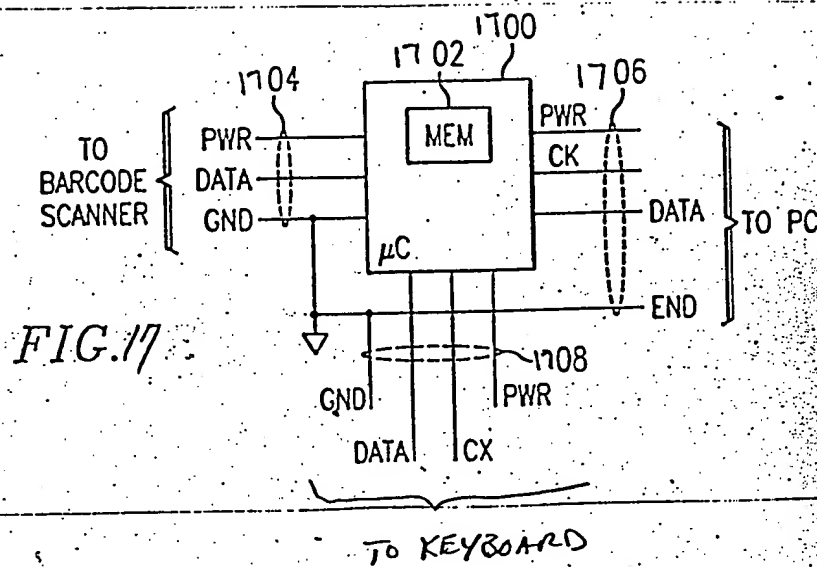 1700
1702
1704
1706
PWR
MEM
PWR
CK
TO
BARCODE
SCANNER
DATA
DATA
TO PC
GND
μC
END
FIG.17
1708
GND
PWR
DATA
CX
TO KEYBOARD